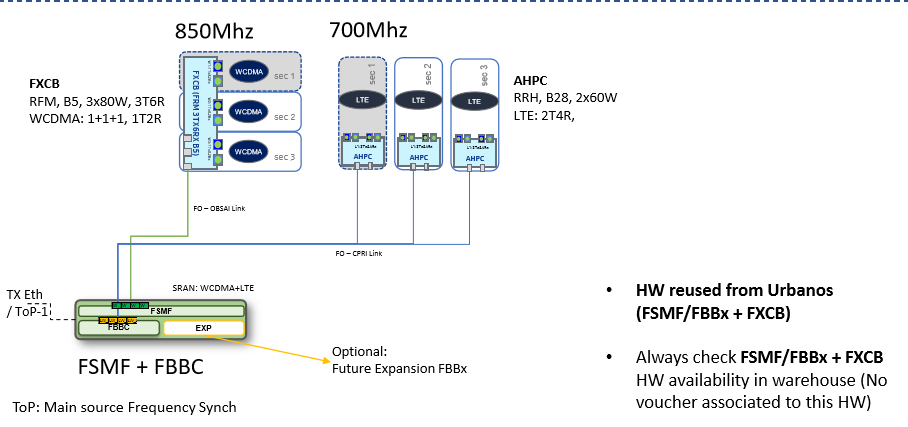 850Mhz
700Mhz
FXCB
RFM, B5, 3x80W, 3T6R
WCDMA: 1+1+1, 1T2R
FXCB (FRM3TX6RX B5)
WCDMA
sec 1
WCDMA
sec 2
WCDMA
sec 3
sec 1
LTE
AHPC
sec 2
LTE
AHPC
sec 3
LTE
AHPC
AHPC
RRH, B28, 2x60W
LTE: 2T4R,
FO – OBSAI Link
FO – CPRI Link
TX Eth
/ ToP-1
SRAN: WCDMA+LTE
FSMF
FBBC
EXP
FSMF + FBBC
Optional:
Future Expansion FBBx
ToP: Main source Frequency Synch
• HW reused from Urbanos
(FSMF/FBBx + FXCB)
• Always check FSMF/FBBx + FXCB
HW availability in warehouse (No
voucher associated to this HW)